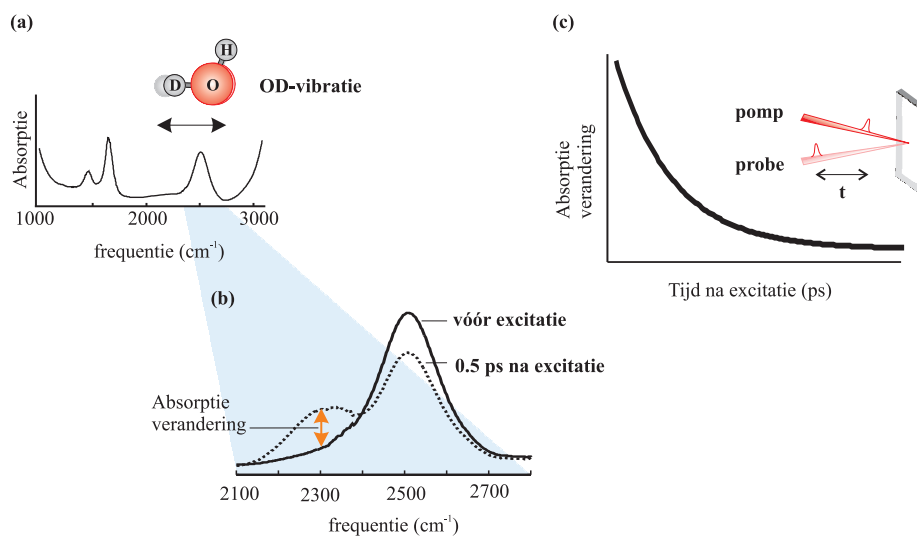 (a)
H
D
O
OD-vibratie
Absorptie
1000
2000
3000
frequentie (cm-1)
(b)
vóór excitatie
0.5 ps na excitatie
Absorptie
verandering
2100
2300
2500
2700
frequentie (cm-1)
(c)
Absorptie
verandering
pomp
probe
t
Tijd na excitatie (ps)